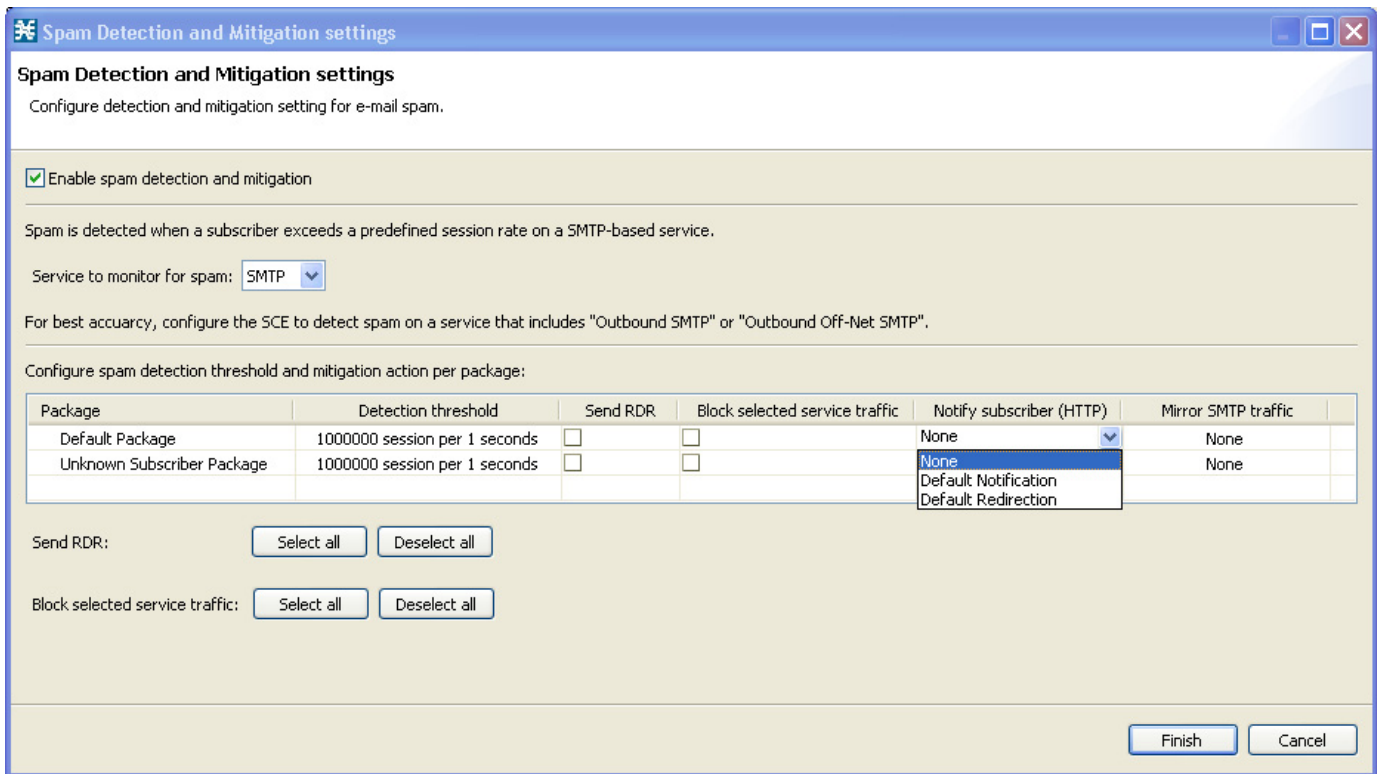 Spam Detection and Mitigation settings
Spam Detection and Mitigation settings
Configure detection and mitigation setting for e-mail spam.
Enable spam detection and mitigation
Spam is detected when a subscriber exceeds a predefined session rate on a SMTP-based service.
Service to monitor for spam: SMTP
For best accuarcy, configure the SCE to detect spam on a service that includes "Outbound SMTP" or "Outbound Off-Net SMTP".
Configure spam detection threshold and mitigation action per package:
Package Detection threshold Send RDR Block selected service traffic Notify subscriber (HTTP) Mirror SMTP traffic
Default Package 1000000 session per 1 seconds None None
Unknown Subscriber Package 1000000 session per 1 seconds None None
Default Notification
Default Redirection
Send RDR: Select all Deselect all
Block selected service traffic: Select all Deselect all
Finish Cancel